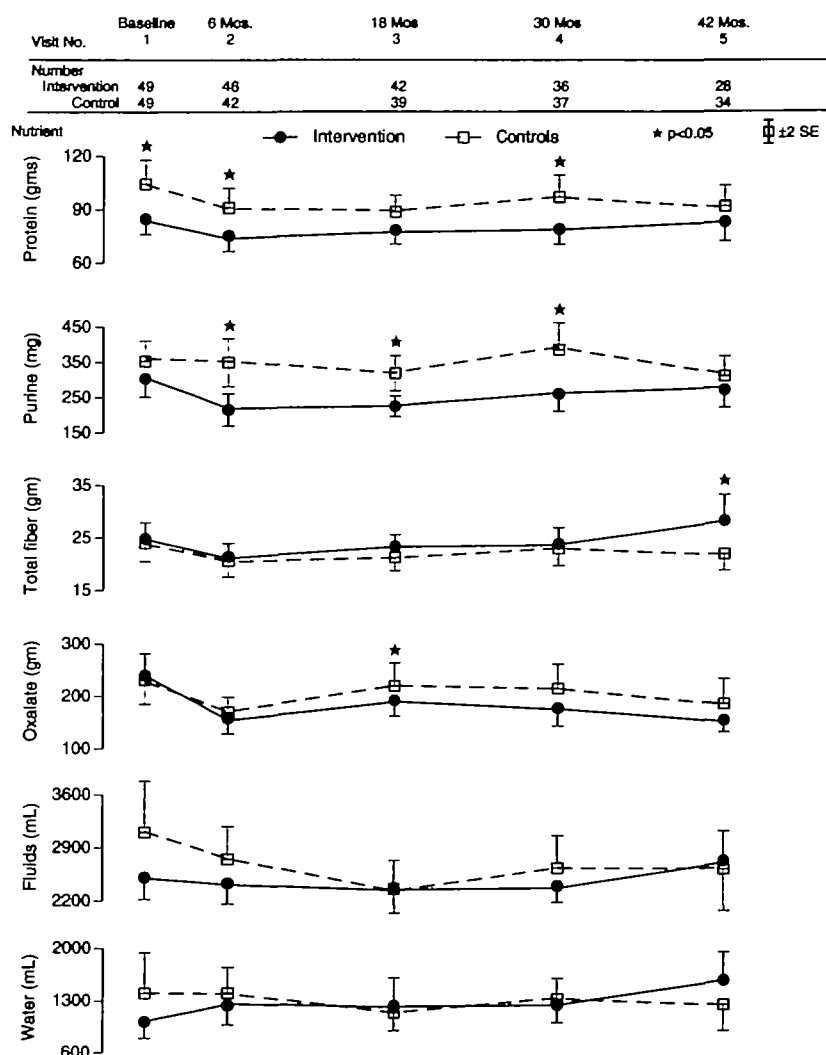 Baseline 6 Mos. 18 Mos 30 Mos 42 Mos.
Visit No. 1 2 3 4 5
Number
Intervention 49 46 42 36 28
Control 49 42 39 37 34
Nutrient Intervention Controls ★ p<0.05 ±2 SE
Protein (gms)
120
90
60
Purine (mg)
450
350
250
150
Total fiber (gm)
35
25
15
Oxalate (gm)
300
200
100
Fluids (mL)
3600
2900
2200
Water (mL)
2000
1300
600